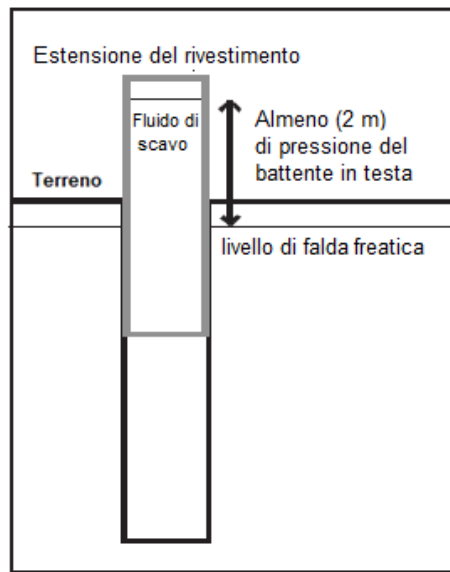 Estensione del rivestimento
Fluido di
scavo
Almeno (2 m)
di pressione del
battente in testa
Terreno
livello di falda freatica